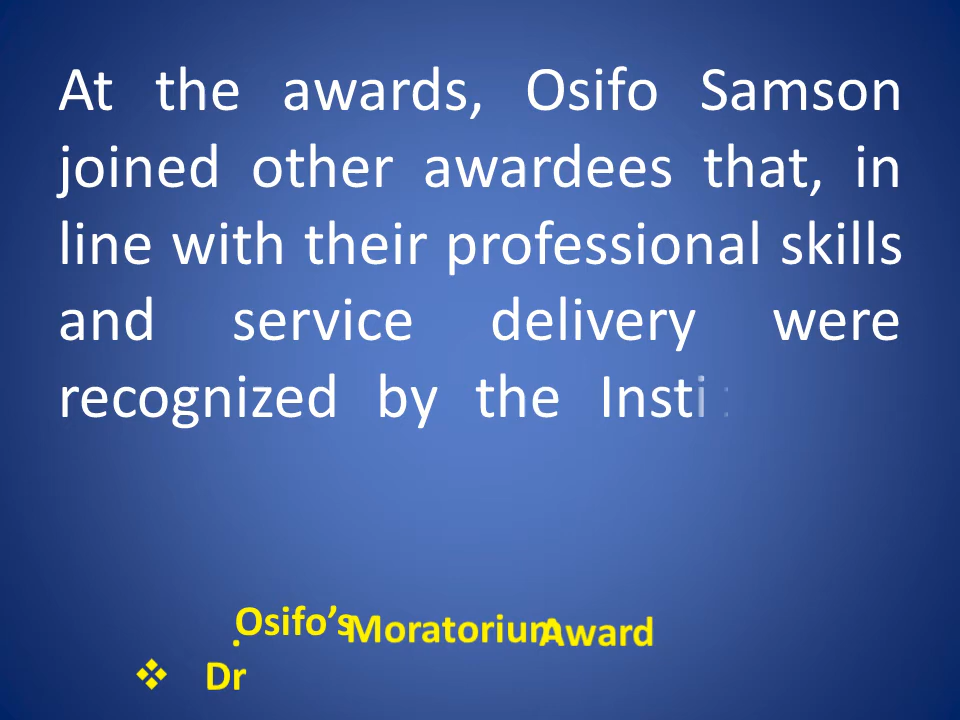 At the awards, Osifo Samson
joined other awardees that, in
line with their professional skills
and service delivery were
recognized by the Insti
Osifo’s Moratorium Award
❖ Dr.